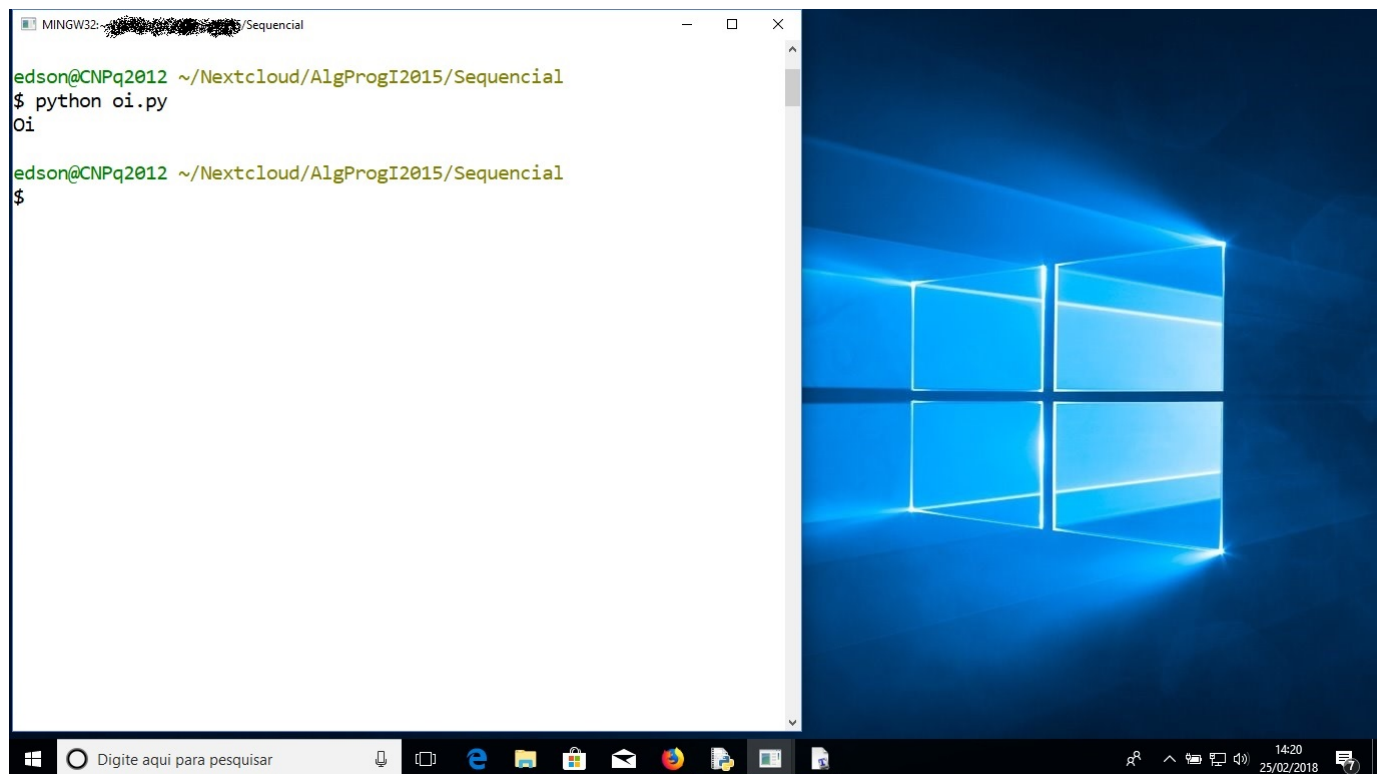 MINGW32:~ /Sequencial
edson@CNPq2012 ~/Nextcloud/AlgProgI2015/Sequencial
$ python oi.py
Oi
edson@CNPq2012 ~/Nextcloud/AlgProgI2015/Sequencial
$
Digite aqui para pesquisar
14:20
25/02/2018
7